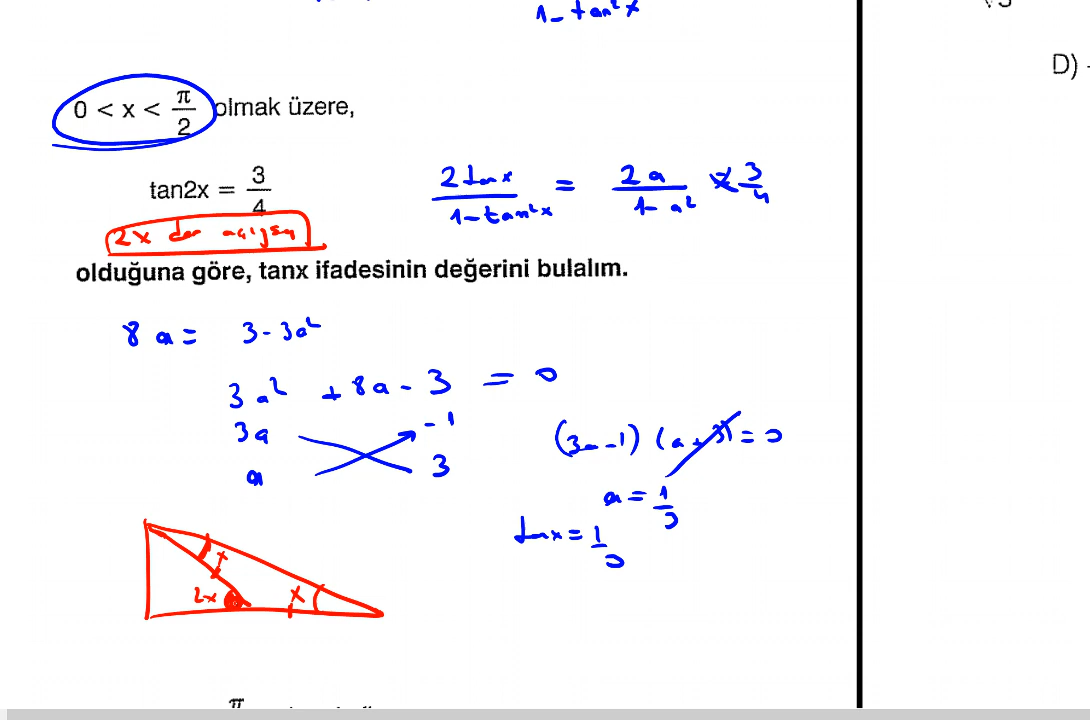 1 - tan²x
√3
D)
0 < x < π/2 olmak üzere,
tan2x = 3/4
2tanx / 1 - tan²x = 2a / 1 - a² = 3/4
2x dar açıysa
olduğuna göre, tanx ifadesinin değerini bulalım.
8a = 3 - 3a²
3a² + 8a - 3 = 0
3a -1
a 3
(3a - 1) (a + 3) = 0
a = 1/3
tanx = 1/3
x
2x x
π